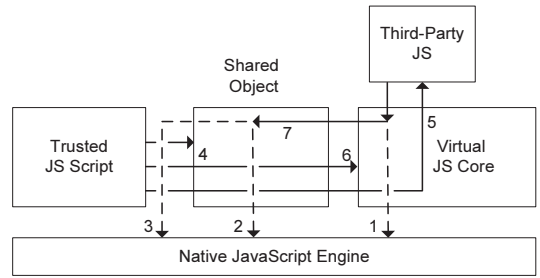 Third-Party
JS
Shared
Object
7
5
Trusted
JS Script
4
6
Virtual
JS Core
3
2
1
Native JavaScript Engine